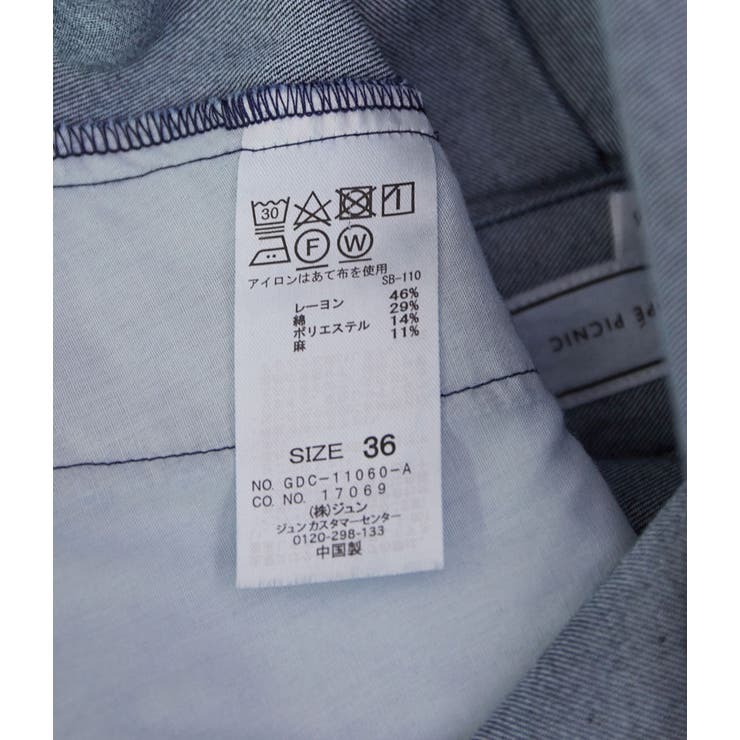 30
F W
アイロンはあて布を使用
SB-110
レーヨン 46%
綿 29%
ポリエステル 14%
麻 11%
SIZE 36
NO. GDC-11060-A
CO. NO. 17069
(株)ジュン
ジュンカスタマーセンター
0120-298-133
中国製
PÉ PICNIC